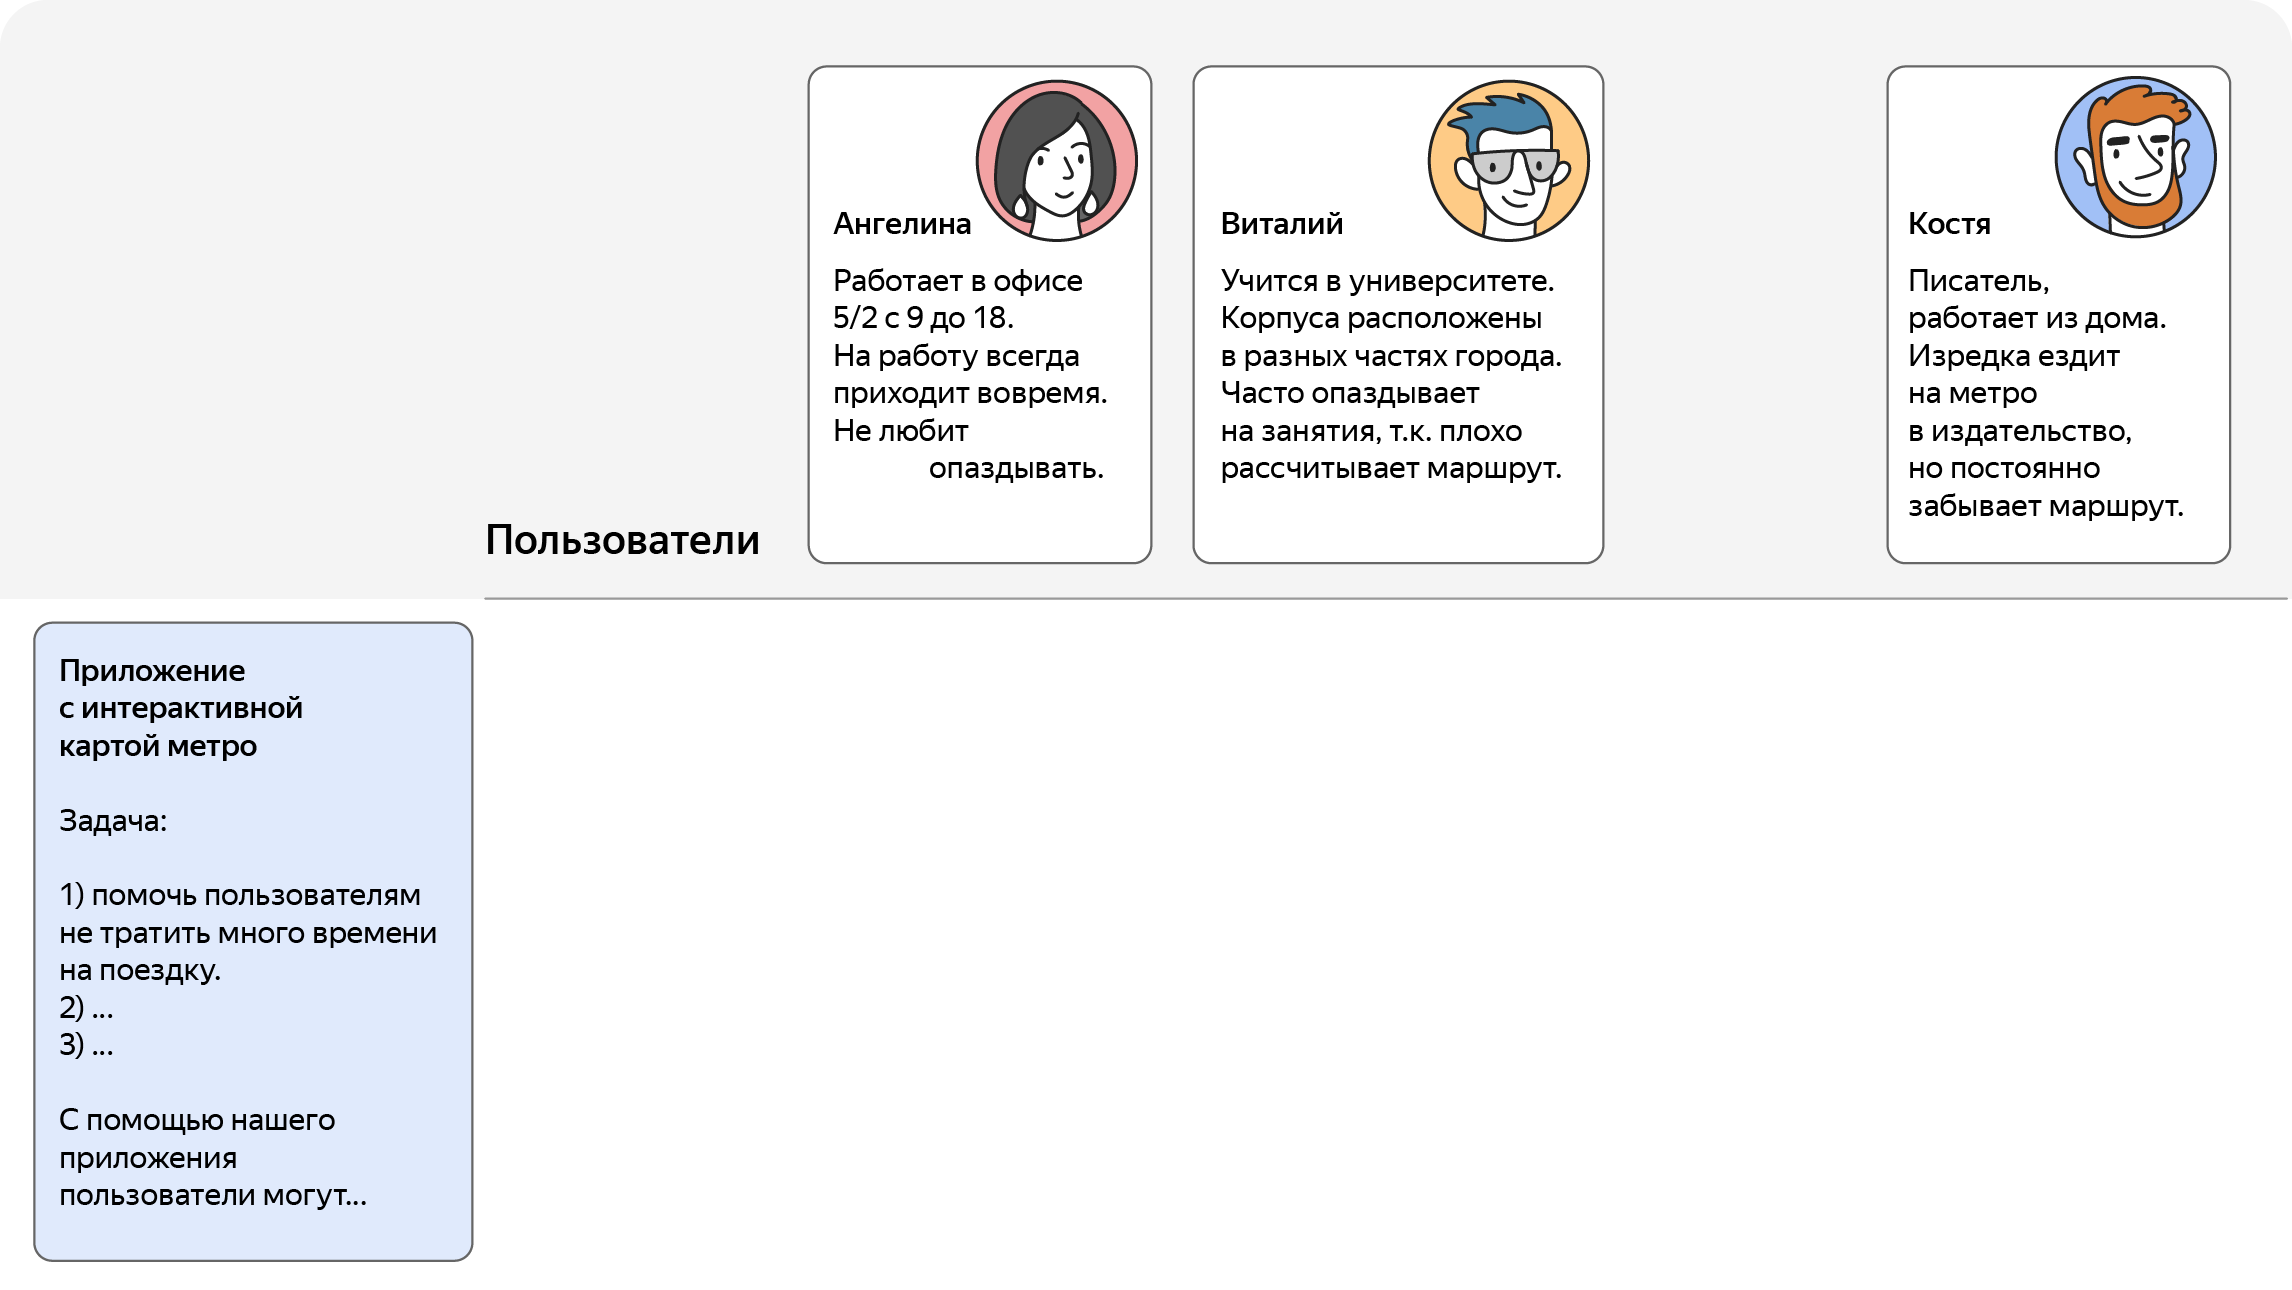 Ангелина
Работает в офисе
5/2 с 9 до 18.
На работу всегда
приходит вовремя.
Не любит
опаздывать.
Виталий
Учится в университете.
Корпуса расположены
в разных частях города.
Часто опаздывает
на занятия, т.к. плохо
рассчитывает маршрут.
Костя
Писатель,
работает из дома.
Изредка ездит
на метро
в издательство,
но постоянно
забывает маршрут.
Пользователи
Приложение
с интерактивной
картой метро
Задача:
1) помочь пользователям
не тратить много времени
на поездку.
2) ...
3) ...
С помощью нашего
приложения
пользователи могут...